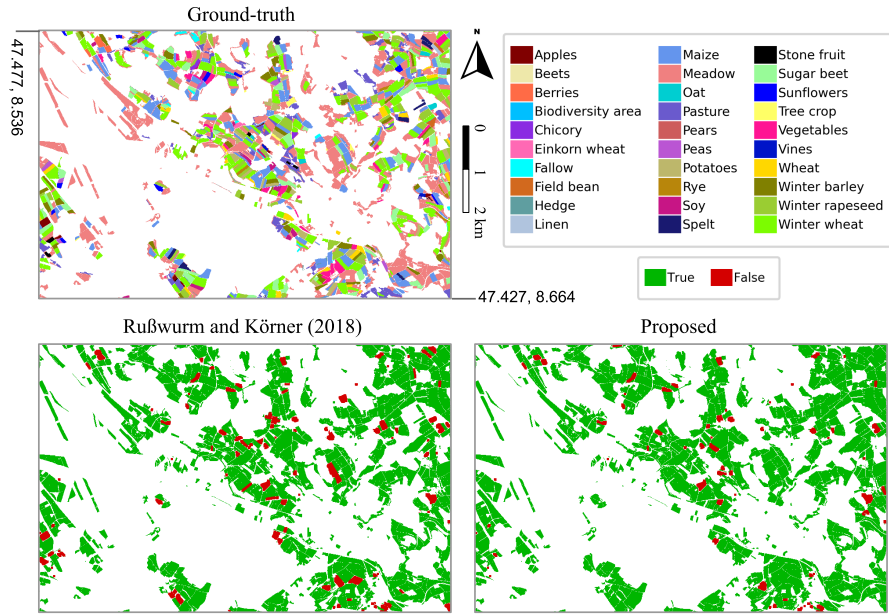 Ground-truth
47.477, 8.536
N
0
1
2 km
Apples
Beets
Berries
Biodiversity area
Chicory
Einkorn wheat
Fallow
Field bean
Hedge
Linen
Maize
Meadow
Oat
Pasture
Pears
Peas
Potatoes
Rye
Soy
Spelt
Stone fruit
Sugar beet
Sunflowers
Tree crop
Vegetables
Vines
Wheat
Winter barley
Winter rapeseed
Winter wheat
True
False
47.427, 8.664
Rußwurm and Körner (2018)
Proposed